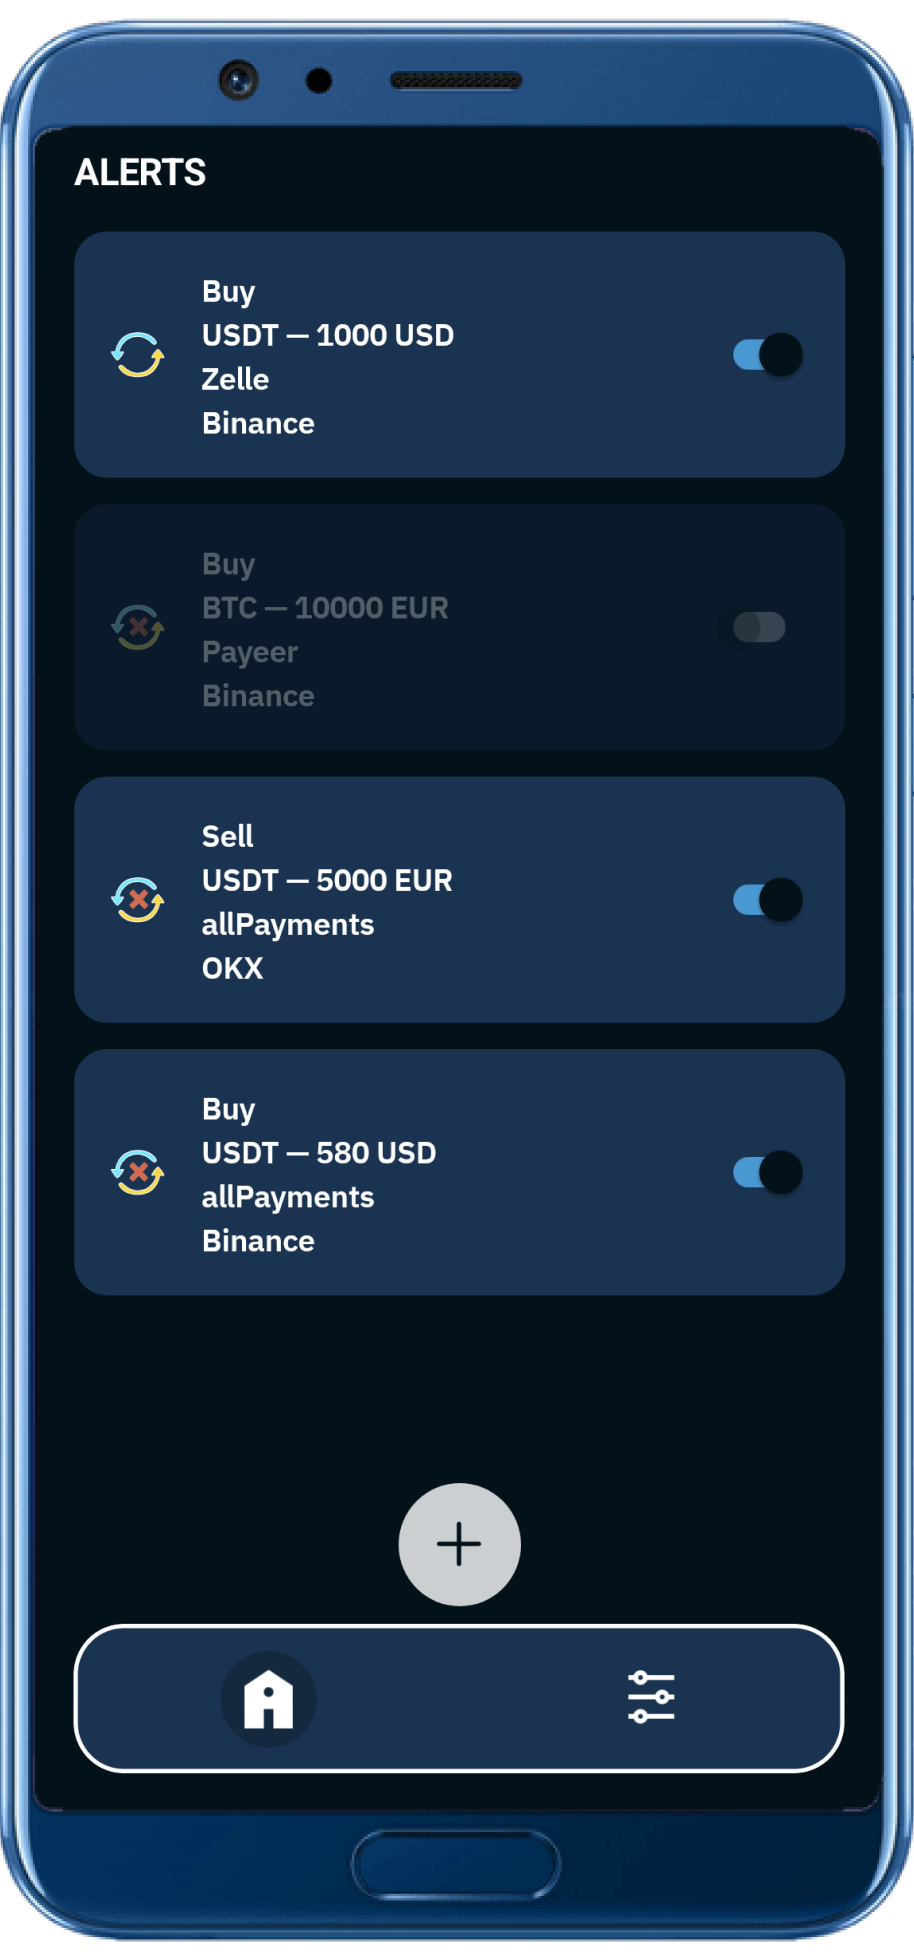 ALERTS
Buy
USDT — 1000 USD
Zelle
Binance
Buy
BTC — 10000 EUR
Payeer
Binance
Sell
USDT — 5000 EUR
allPayments
OKX
Buy
USDT — 580 USD
allPayments
Binance